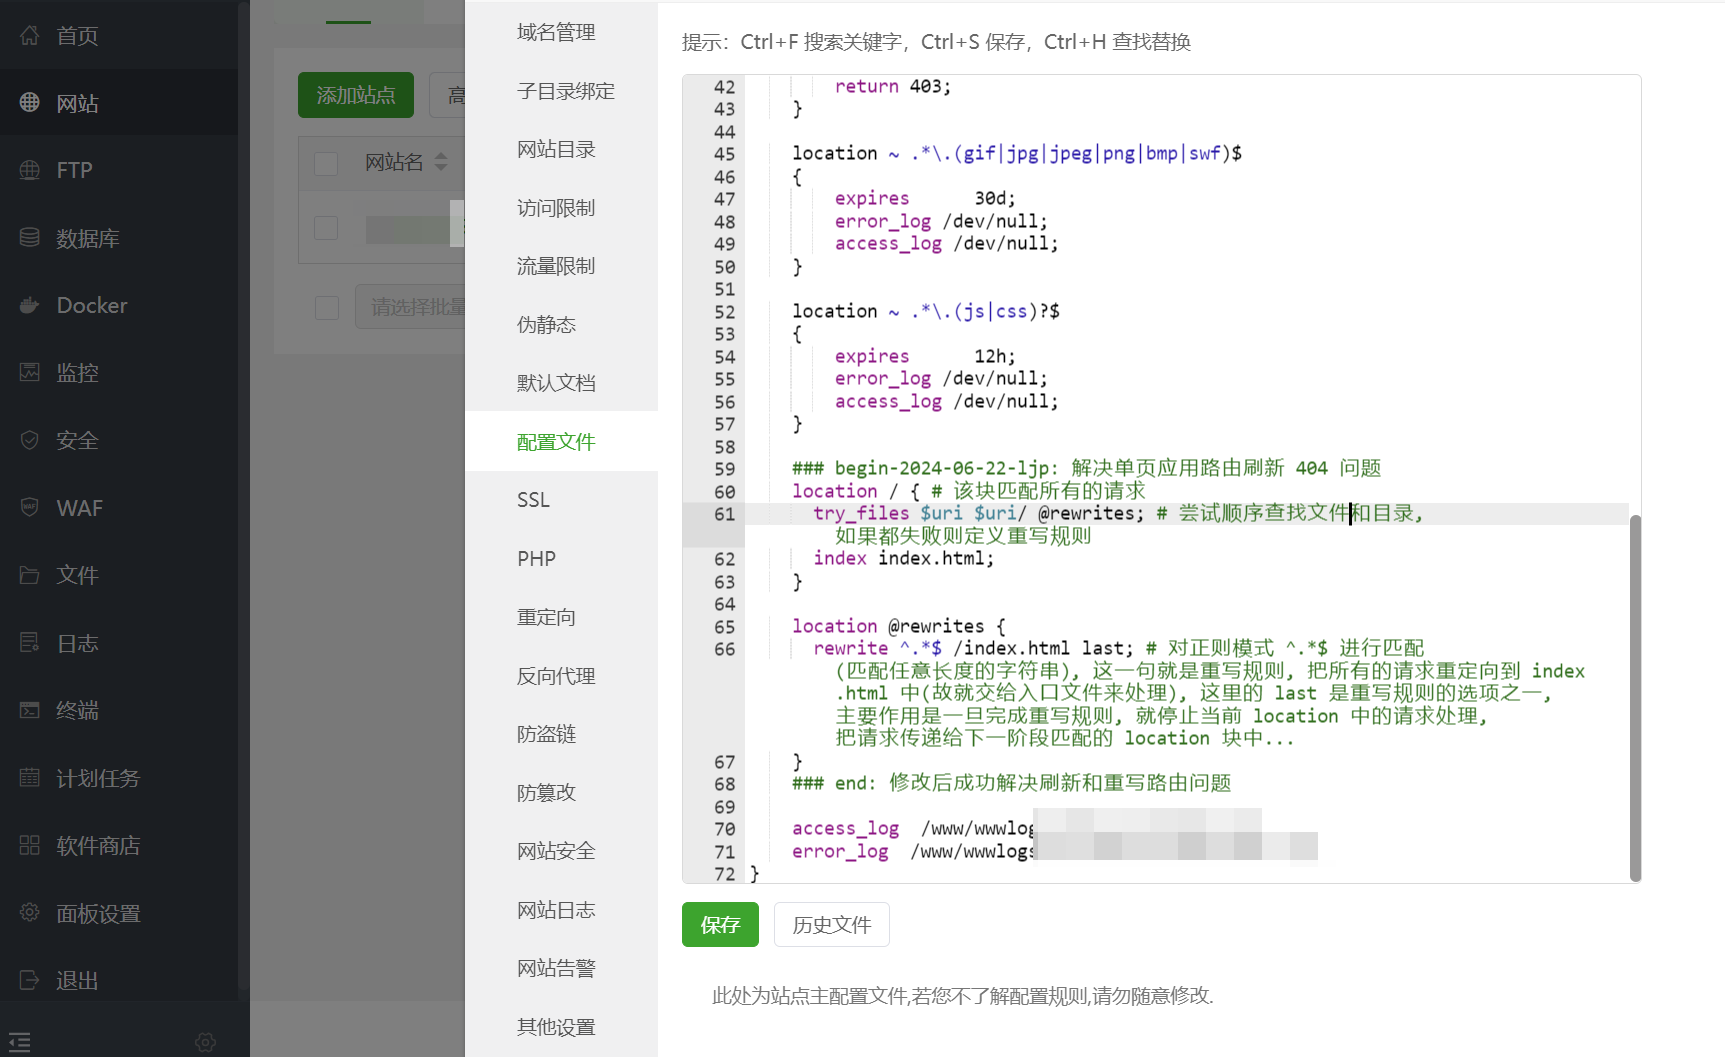 首页
网站
FTP
数据库
Docker
监控
安全
WAF
文件
日志
终端
计划任务
软件商店
面板设置
退出
添加站点
高
网站名
请选择批量
域名管理
子目录绑定
网站目录
访问限制
流量限制
伪静态
默认文档
配置文件
SSL
PHP
重定向
反向代理
防盗链
防篡改
网站安全
网站日志
网站告警
其他设置
提示：Ctrl+F 搜索关键字，Ctrl+S 保存，Ctrl+H 查找替换
42 return 403;
43 }
44
45 location ~ .*\.(gif|jpg|jpeg|png|bmp|swf)$
46 {
47 expires      30d;
48 error_log /dev/null;
49 access_log /dev/null;
50 }
51
52 location ~ .*\.(js|css)?$
53 {
54 expires      12h;
55 error_log /dev/null;
56 access_log /dev/null;
57 }
58
59 ### begin-2024-06-22-ljp: 解决单页应用路由刷新 404 问题
60 location / { # 该块匹配所有的请求
61 try_files $uri $uri/ @rewrites; # 尝试顺序查找文件和目录,
如果都失败则定义重写规则
62 index index.html;
63 }
64
65 location @rewrites {
66 rewrite ^.*$ /index.html last; # 对正则模式 ^.*$ 进行匹配
(匹配任意长度的字符串), 这一句就是重写规则, 把所有的请求重定向到 index
.html 中(故就交给入口文件来处理), 这里的 last 是重写规则的选项之一,
主要作用是一旦完成重写规则, 就停止当前 location 中的请求处理,
把请求传递给下一阶段匹配的 location 块中...
67 }
68 ### end: 修改后成功解决刷新和重写路由问题
69
70 access_log  /www/wwwlog
71 error_log  /www/wwwlogs
72 }
保存
历史文件
此处为站点主配置文件,若您不了解配置规则,请勿随意修改.